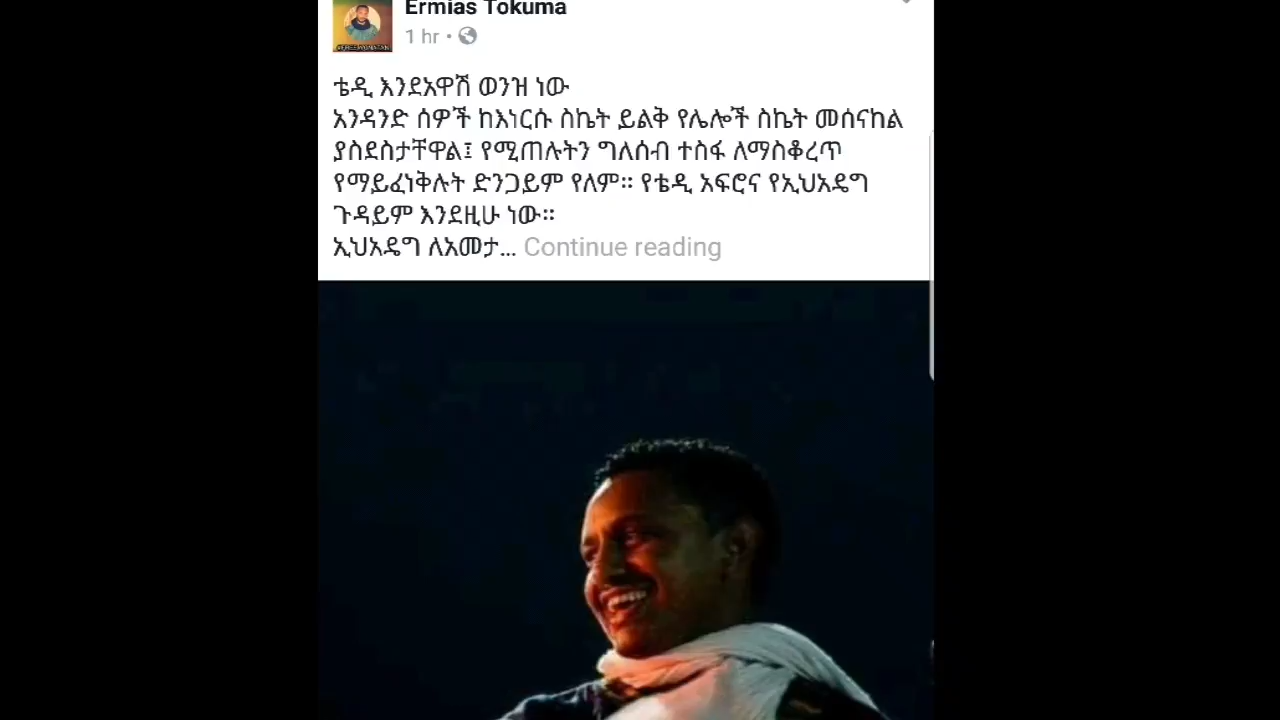 Ermias Tokuma
1 hr •
ቴዲ እንደአዋሽ ወንዝ ነው
አንዳንድ ሰዎች ከእነርሱ ስኬት ይልቅ የሌሎች ስኬት መሰናከል
ያስደስታቸዋል፤ የሚጠሉትን ግለሰብ ተስፋ ለማስቆረጥ
የማይፈነቅሉት ድንጋይም የለም። የቴዲ አፍሮና የኢህአዴግ
ጉዳይም እንደዚሁ ነው።
ኢህአዴግ ለአመታ... Continue reading